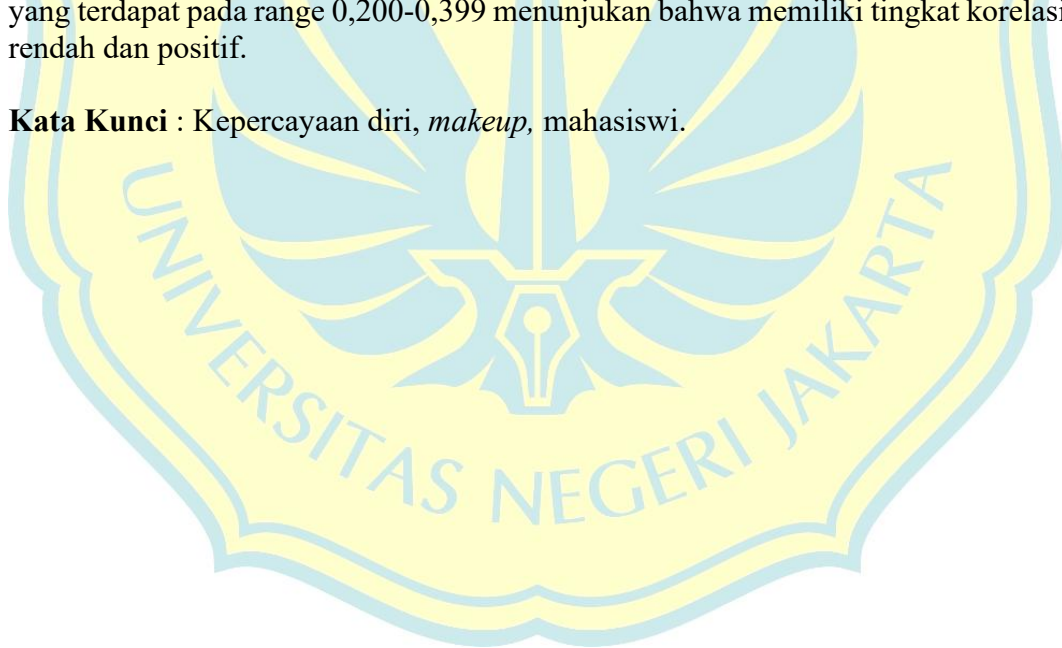 yang terdapat pada range 0,200-0,399 menunjukan bahwa memiliki tingkat korelasi
rendah dan positif.
Kata Kunci : Kepercayaan diri, makeup, mahasiswi.
UNIVERSITAS NEGERI JAKARTA